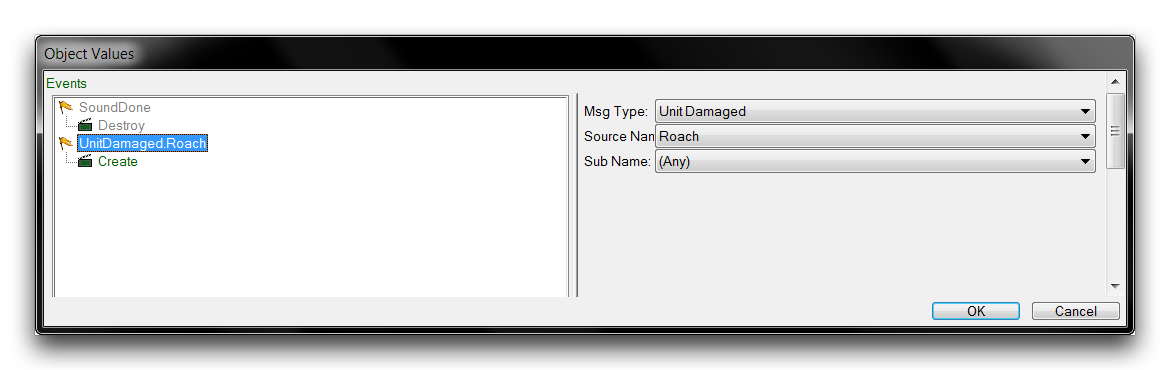 Object Values
Events
SoundDone
Destroy
UnitDamaged.Roach
Create
Msg Type: Unit Damaged
Source Nan Roach
Sub Name: (Any)
OK Cancel